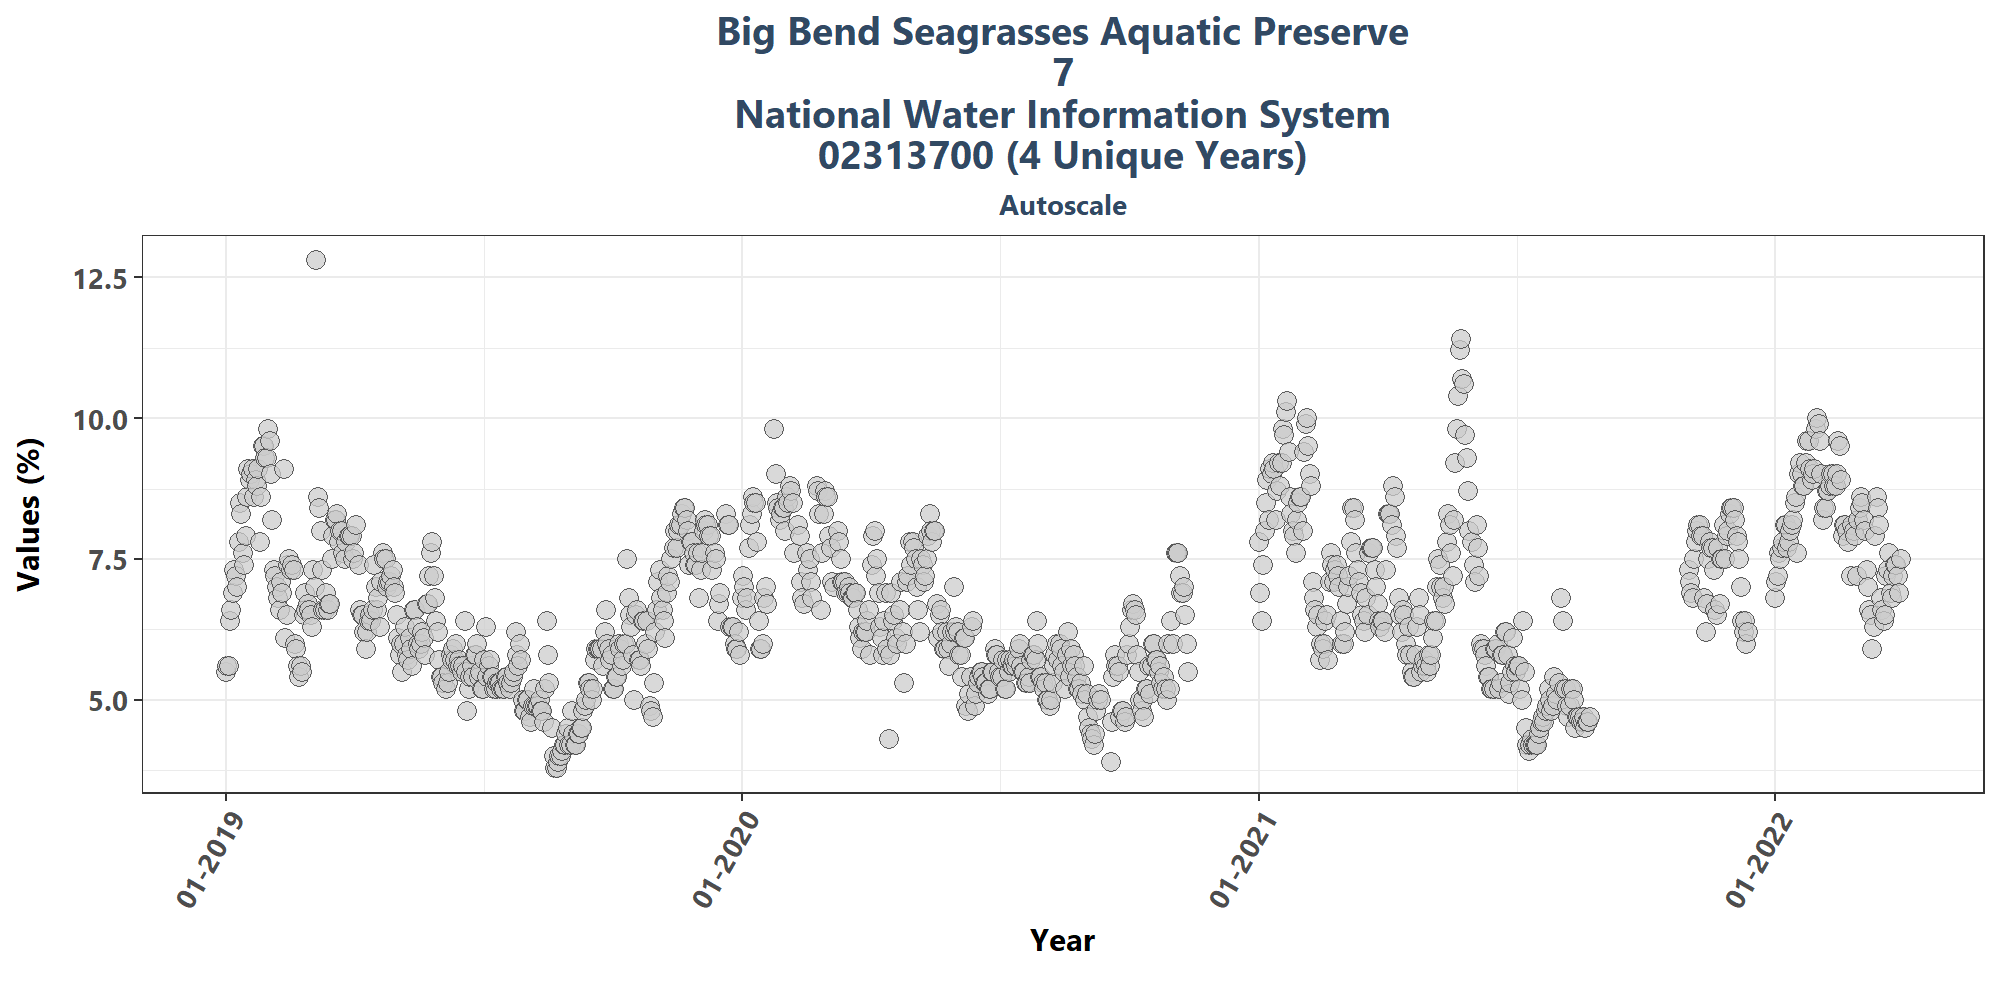 Big Bend Seagrasses Aquatic Preserve
7
National Water Information System
02313700 (4 Unique Years)
Autoscale
Values (%)
12.5
10.0
7.5
5.0
01-2019
01-2020
01-2021
01-2022
Year